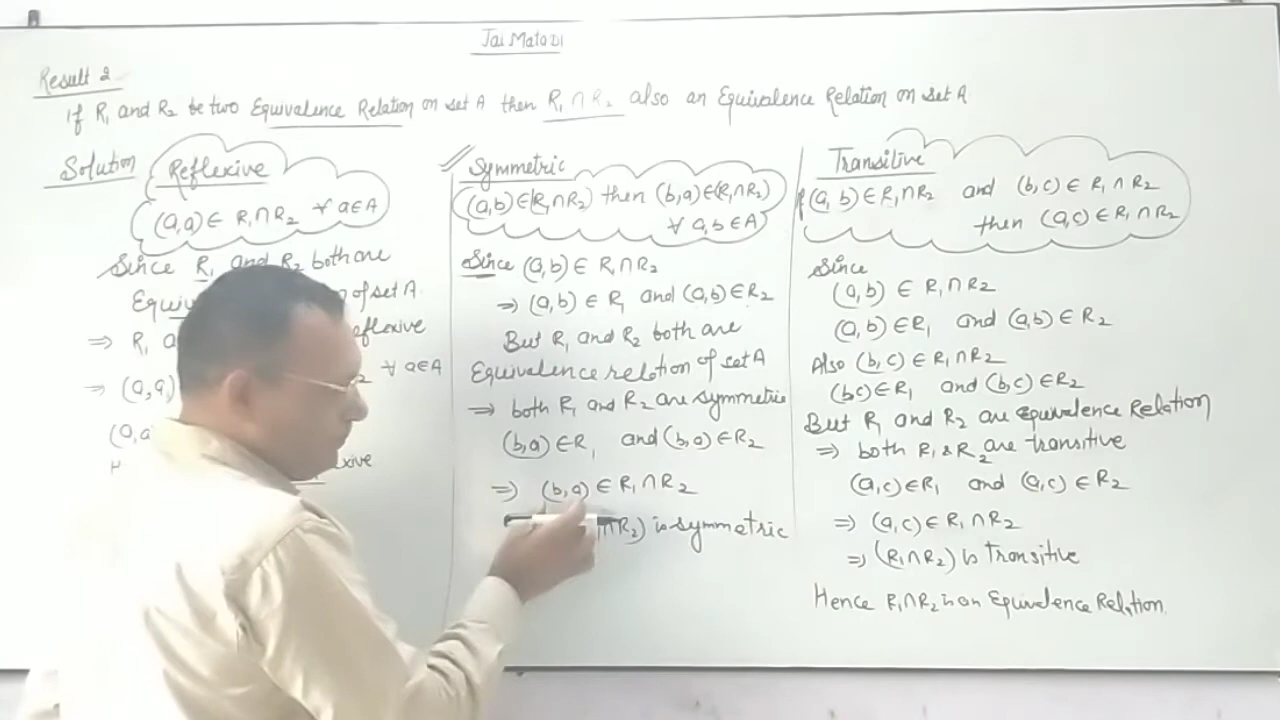 Jai Mata Di
Result 2
If R₁ and R₂ be two Equivalence Relation on set A then R₁ ∩ R₂ also an Equivalence Relation on set A
Solution
Reflexive
(a,a) ∈ R₁∩R₂ ∀ a∈A
Since R₁ and R₂ both are
of set A.
⇒ R₁
⇒ (a,a) ∀ a∈A
Symmetric
(a,b)∈(R₁∩R₂) then (b,a)∈(R₁∩R₂)
∀ a,b∈A
Since (a,b) ∈ R₁∩R₂
⇒ (a,b) ∈ R₁ and (a,b)∈R₂
But R₁ and R₂ both are
Equivalence relation of set A
⇒ both R₁ and R₂ are symmetric
(b,a)∈R₁ and (b,a)∈R₂
⇒ (b,a) ∈ R₁∩R₂
∩R₂) is symmetric
Transitive
if (a,b)∈R₁∩R₂ and (b,c)∈ R₁∩R₂
then (a,c)∈R₁∩R₂
Since
(a,b) ∈ R₁∩R₂
(a,b)∈R₁ and (a,b)∈R₂
Also (b,c)∈R₁∩R₂
(bc)∈R₁ and (b,c)∈R₂
But R₁ and R₂ are Equivalence Relation
⇒ both R₁ & R₂ are transitive
(a,c)∈R₁ and (a,c)∈R₂
⇒ (a,c)∈R₁∩R₂
⇒ (R₁∩R₂) is Transitive
Hence R₁∩R₂ is an Equivalence Relation.